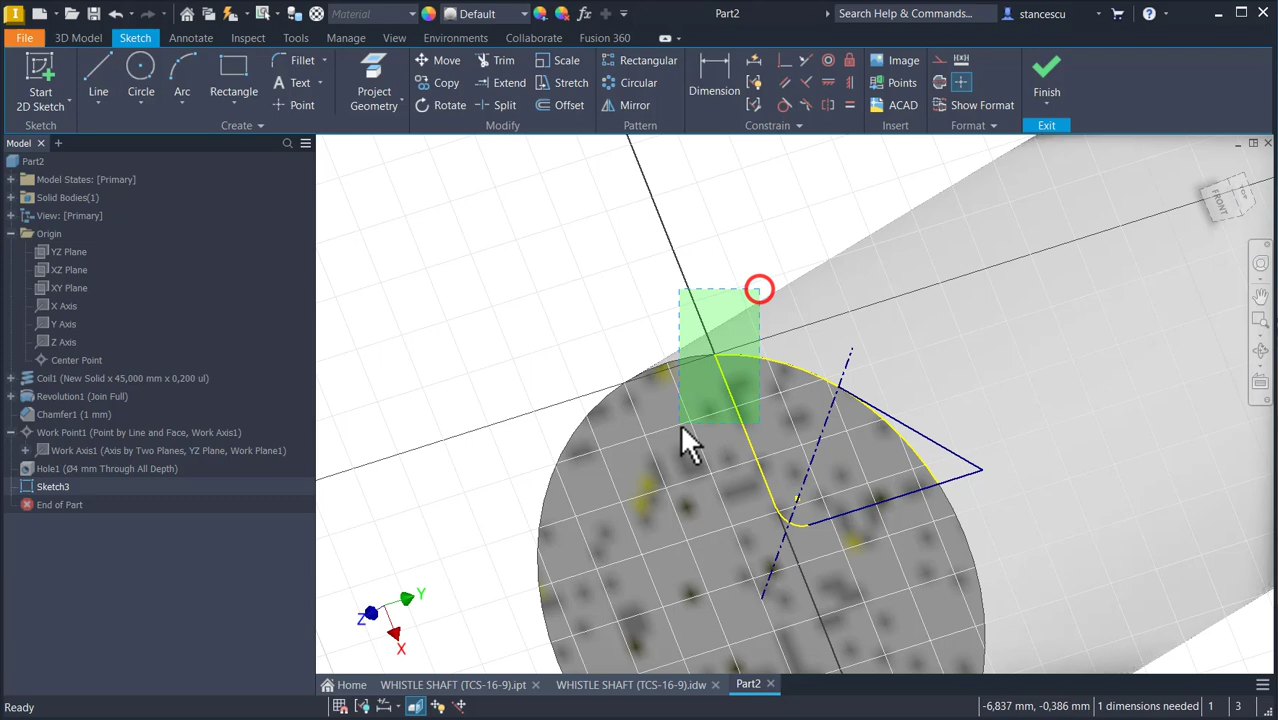 Material
Default
Part2
Search Help & Commands...
stancescu
File
3D Model
Sketch
Annotate
Inspect
Tools
Manage
View
Environments
Collaborate
Fusion 360
Start
2D Sketch
Line
Circle
Arc
Rectangle
Fillet
Text
Point
Project
Geometry
Move
Copy
Rotate
Trim
Extend
Split
Scale
Stretch
Offset
Rectangular
Circular
Mirror
Dimension
Image
Points
ACAD
Show Format
Finish
Sketch
Create
Modify
Pattern
Constrain
Insert
Format
Exit
Model
Part2
Model States: [Primary]
Solid Bodies(1)
View: [Primary]
Origin
YZ Plane
XZ Plane
XY Plane
X Axis
Y Axis
Z Axis
Center Point
Coil1 (New Solid x 45,000 mm x 0,200 ul)
Revolution1 (Join Full)
Chamfer1 (1 mm)
Work Point1 (Point by Line and Face, Work Axis1)
Work Axis1 (Axis by Two Planes, YZ Plane, Work Plane1)
Hole1 (Ø4 mm Through All Depth)
Sketch3
End of Part
FRONT
TOP
Y
Z
X
Home
WHISTLE SHAFT (TCS-16-9).ipt
WHISTLE SHAFT (TCS-16-9).idw
Part2
Ready
-6,837 mm, -0,386 mm
1 dimensions needed
1
3